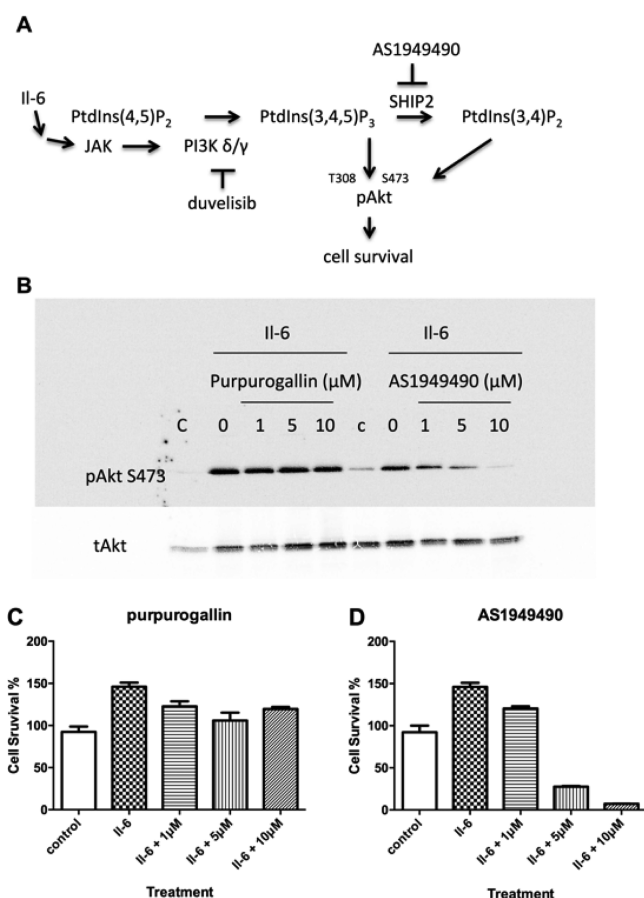 A
AS1949490
Il-6
SHIP2
PtdIns(4,5)P₂ PtdIns(3,4,5)P₃ PtdIns(3,4)P₂
JAK PI3K δ/γ
T308 S473
pAkt
duvelisib
cell survival
B
Il-6 Il-6
Purpurogallin (μM) AS1949490 (μM)
C 0 1 5 10 c 0 1 5 10
pAkt S473
tAkt
C purpurogallin
Cell Sruvival %
200
150
100
50
0
control
Il-6
Il-6 + 1μM
Il-6 + 5μM
Il-6 + 10μM
Treatment
D AS1949490
Cell Survival %
200
150
100
50
0
control
Il-6
Il-6 + 1μM
Il-6 + 5μM
Il-6 + 10μM
Treatment